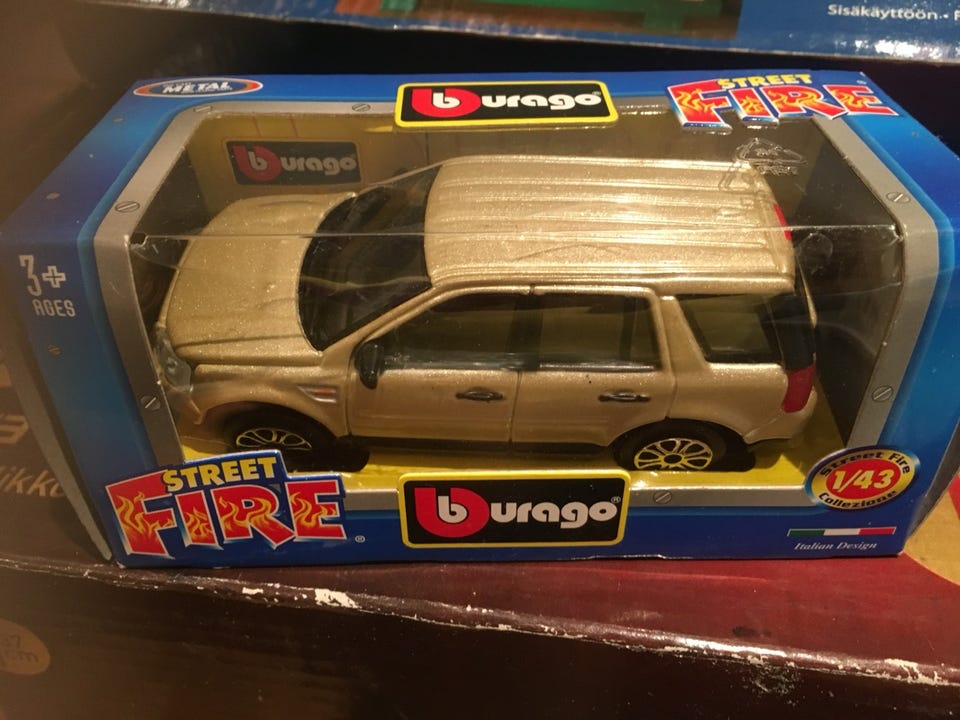 Sisäkäyttöön -
METAL
burago®
STREET
FIRE
burago
3+
AGES
STREET
FIRE®
burago®
Street Fire
1/43
Collezione
Italian Design